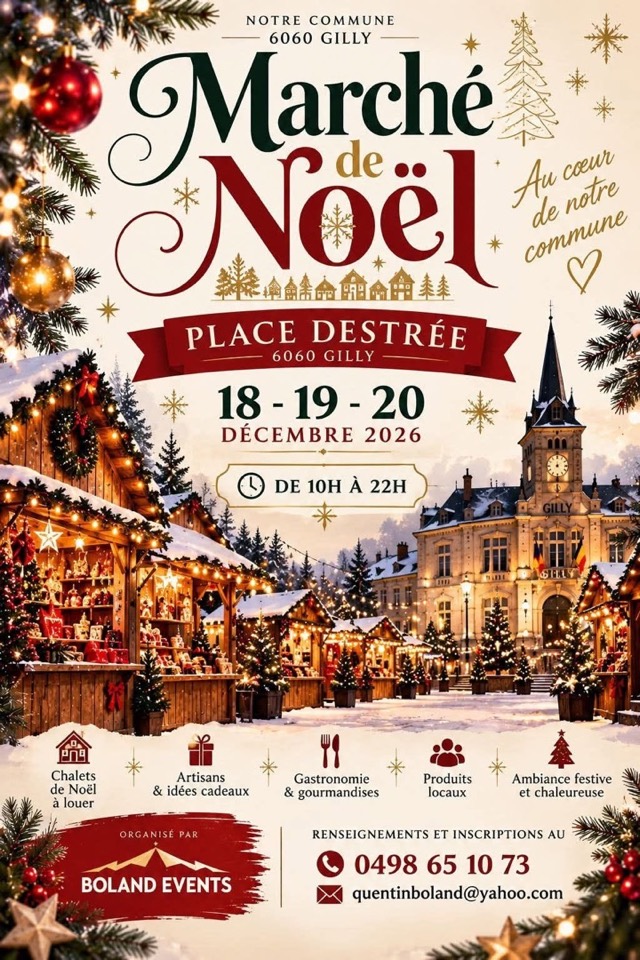 NOTRE COMMUNE
6060 GILLY
Marché
de
Noël
Au cœur
de notre
commune
PLACE DESTRÉE
6060 GILLY
18 - 19 - 20
DÉCEMBRE 2026
DE 10H À 22H
GILLY
Chalets
de Noël
à louer
Artisans
& idées cadeaux
Gastronomie
& gourmandises
Produits
locaux
Ambiance festive
et chaleureuse
ORGANISÉ PAR
BOLAND EVENTS
RENSEIGNEMENTS ET INSCRIPTIONS AU
0498 65 10 73
quentinboland@yahoo.com